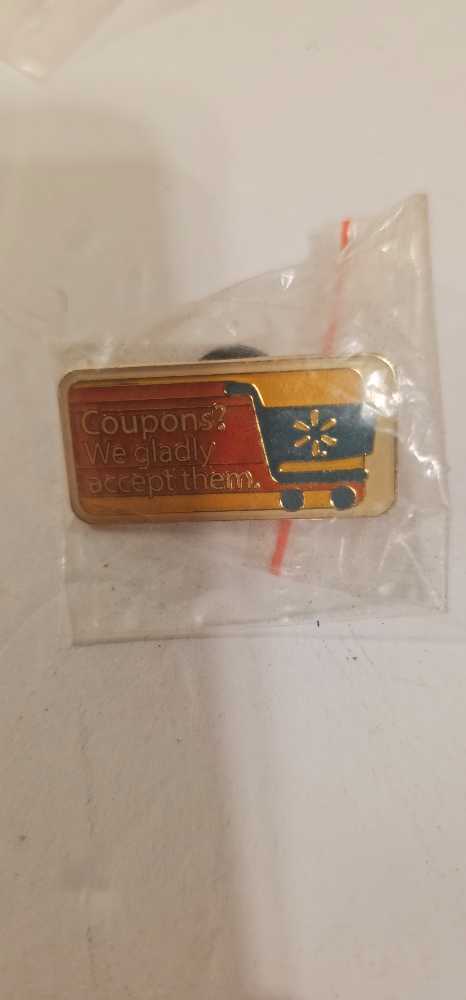 Coupons?
We gladly
accept them.